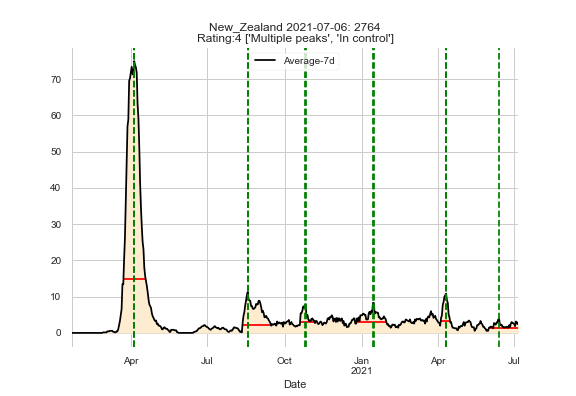 New_Zealand 2021-07-06: 2764
Rating:4 ['Multiple peaks', 'In control']
Average-7d
70
60
50
40
30
20
10
0
Apr
Jul
Oct
Jan
2021
Apr
Jul
Date